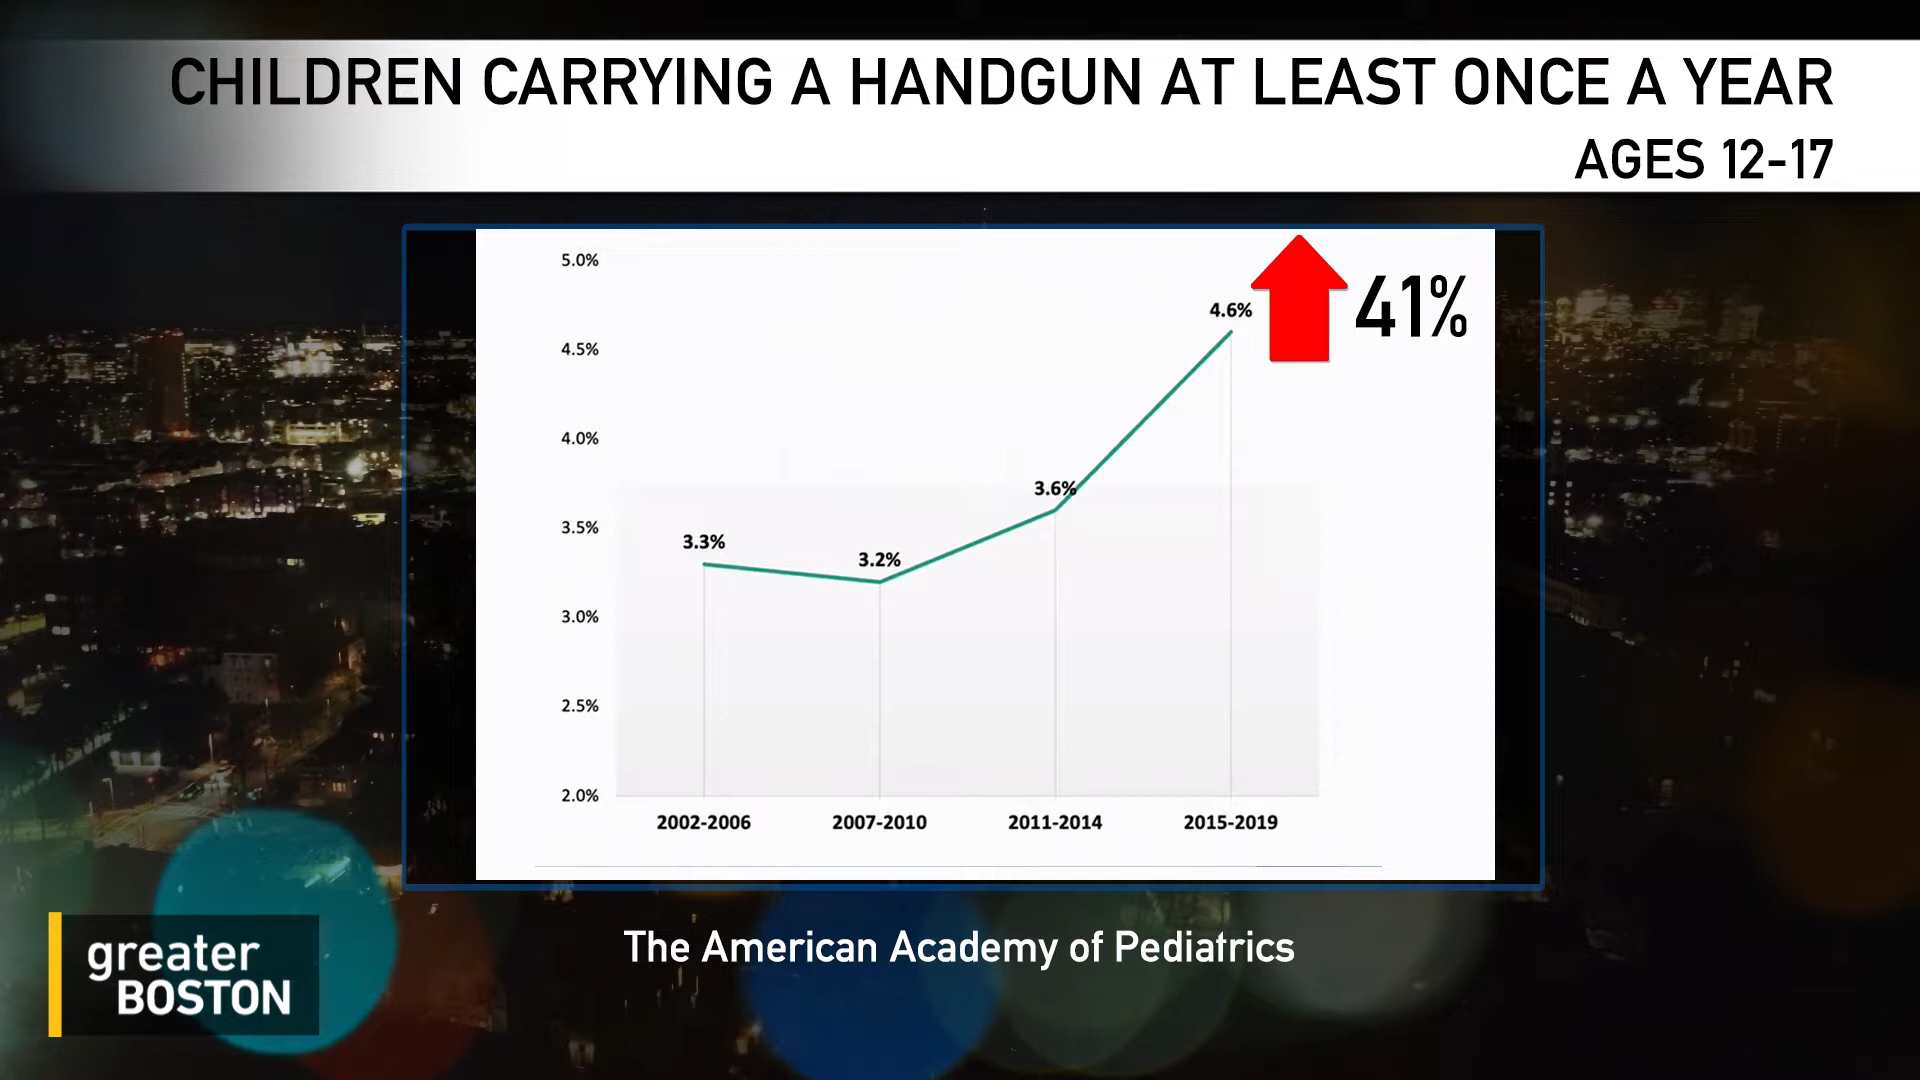 CHILDREN CARRYING A HANDGUN AT LEAST ONCE A YEAR
AGES 12-17
5.0%
4.5%
4.0%
3.5%
3.0%
2.5%
2.0%
3.3%
3.2%
3.6%
4.6%
41%
2002-2006 2007-2010 2011-2014 2015-2019
The American Academy of Pediatrics
greater
BOSTON